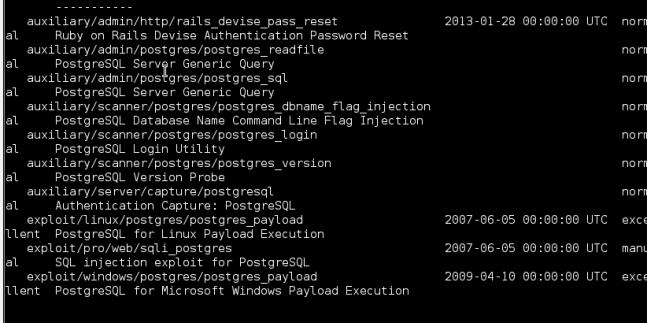 -----------
auxiliary/admin/http/rails_devise_pass_reset 2013-01-28 00:00:00 UTC norm
al Ruby on Rails Devise Authentication Password Reset
auxiliary/admin/postgres/postgres_readfile norm
al PostgreSQL Server Generic Query
auxiliary/admin/postgres/postgres_sql norm
al PostgreSQL Server Generic Query
auxiliary/scanner/postgres/postgres_dbname_flag_injection norm
al PostgreSQL Database Name Command Line Flag Injection
auxiliary/scanner/postgres/postgres_login norm
al PostgreSQL Login Utility
auxiliary/scanner/postgres/postgres_version norm
al PostgreSQL Version Probe
auxiliary/server/capture/postgresql norm
al Authentication Capture: PostgreSQL
exploit/linux/postgres/postgres_payload 2007-06-05 00:00:00 UTC exce
llent PostgreSQL for Linux Payload Execution
exploit/pro/web/sqli_postgres 2007-06-05 00:00:00 UTC manu
al SQL injection exploit for PostgreSQL
exploit/windows/postgres/postgres_payload 2009-04-10 00:00:00 UTC exce
llent PostgreSQL for Microsoft Windows Payload Execution